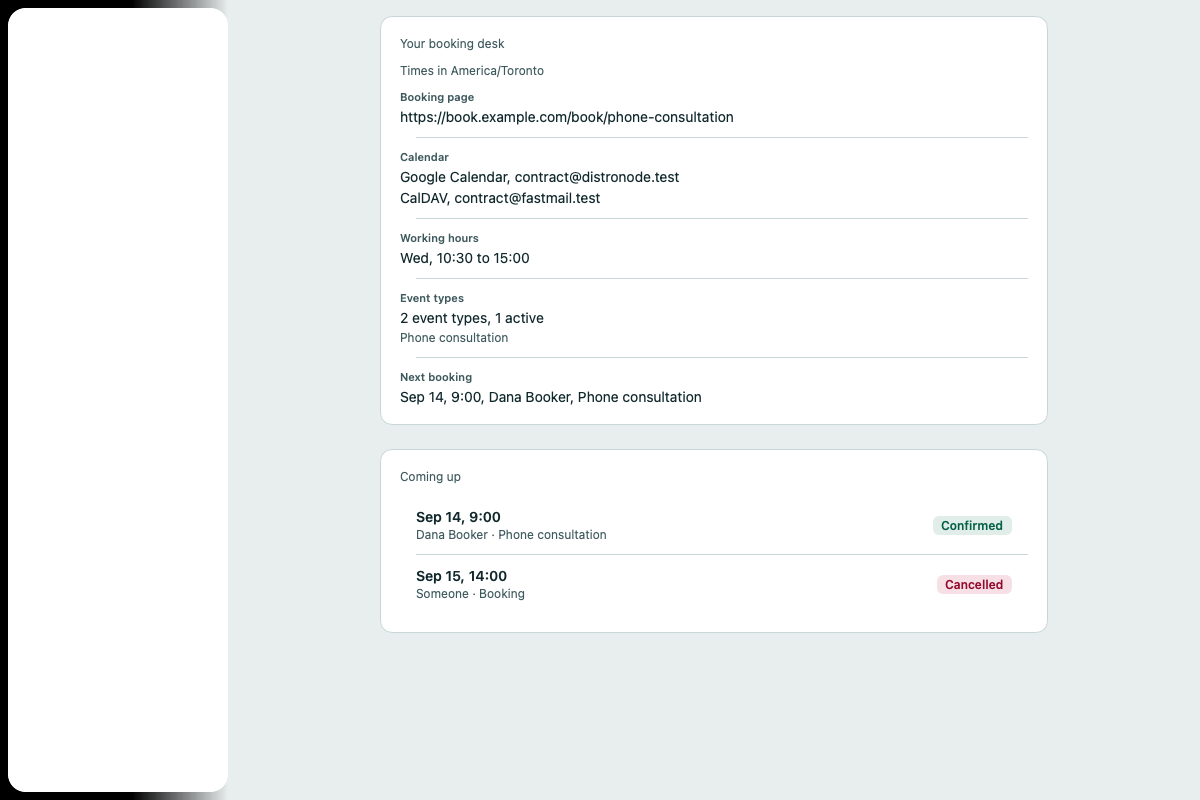 Your booking desk
Times in America/Toronto
Booking page
https://book.example.com/book/phone-consultation
Calendar
Google Calendar, contract@distronode.test
CalDAV, contract@fastmail.test
Working hours
Wed, 10:30 to 15:00
Event types
2 event types, 1 active
Phone consultation
Next booking
Sep 14, 9:00, Dana Booker, Phone consultation
Coming up
Sep 14, 9:00
Dana Booker · Phone consultation
Confirmed
Sep 15, 14:00
Someone · Booking
Cancelled